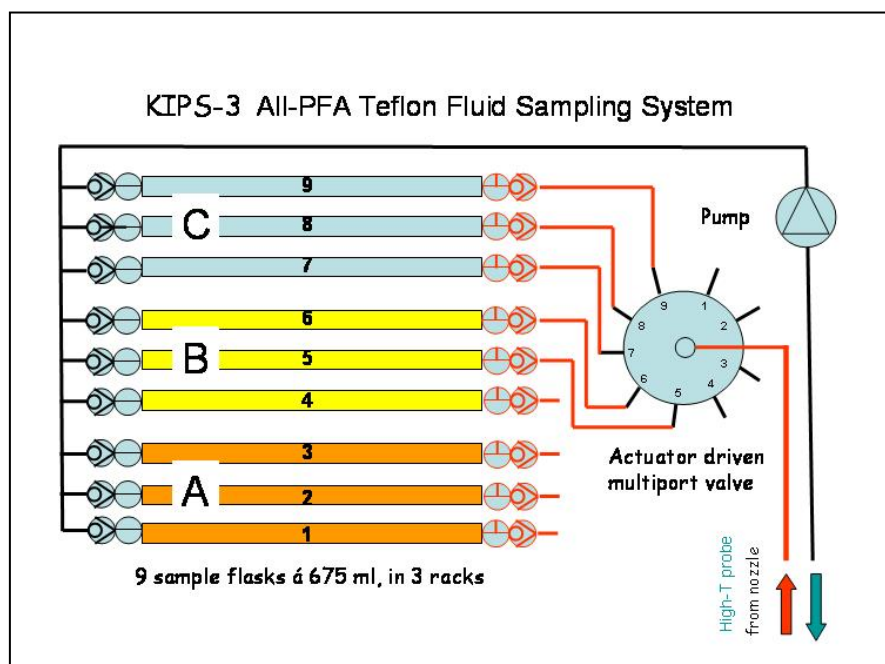 KIPS-3 All-PFA Teflon Fluid Sampling System
9
C
8
7
6
B
5
4
3
A
2
1
Pump
9
1
8
2
7
3
6
4
5
Actuator driven
multiport valve
9 sample flasks á 675 ml, in 3 racks
High-T probe
from nozzle